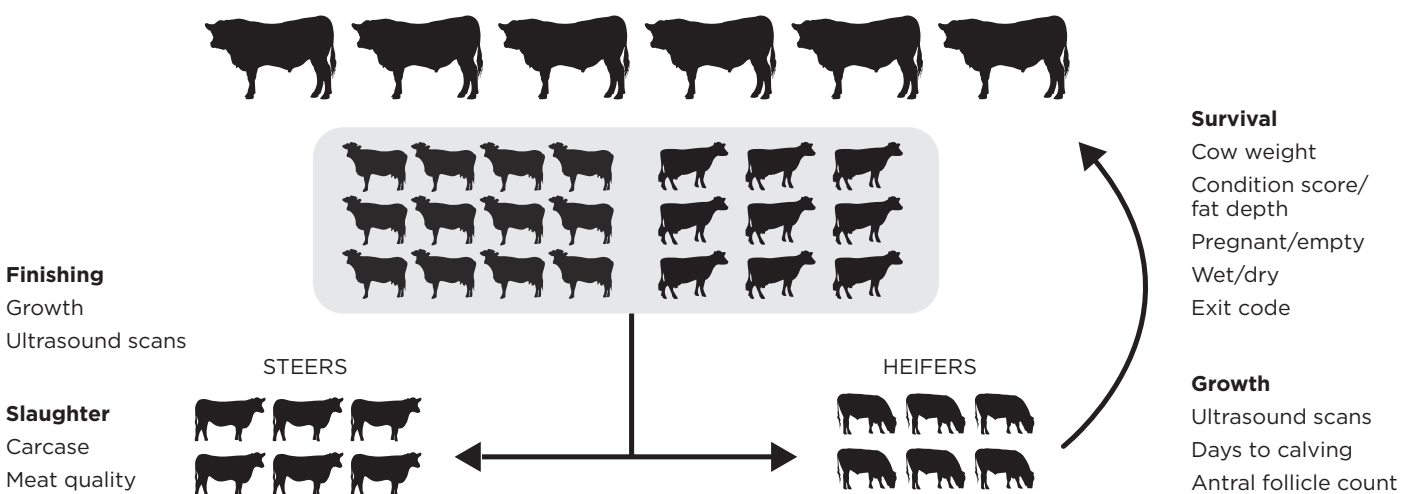 Finishing
Growth
Ultrasound scans
Slaughter
Carcase
Meat quality
STEERS
HEIFERS
Survival
Cow weight
Condition score/
fat depth
Pregnant/empty
Wet/dry
Exit code
Growth
Ultrasound scans
Days to calving
Antral follicle count